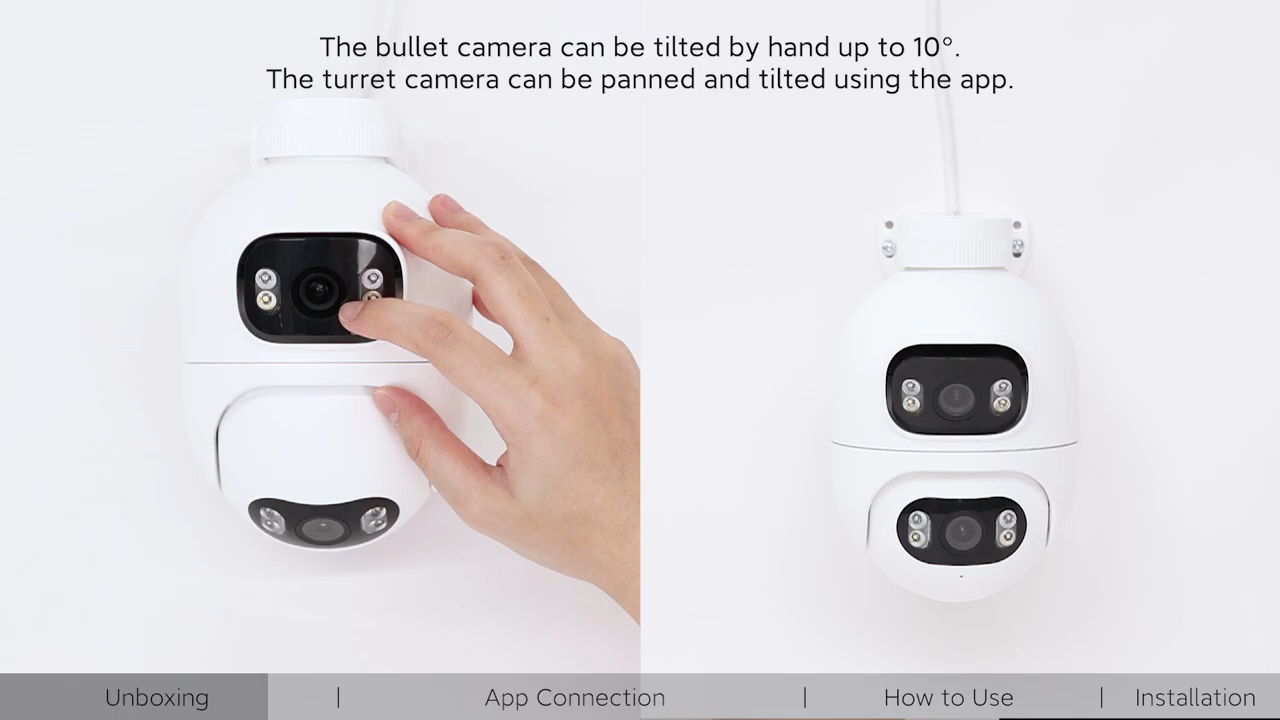 The bullet camera can be tilted by hand up to 10°.
The turret camera can be panned and tilted using the app.
Unboxing | App Connection | How to Use | Installation